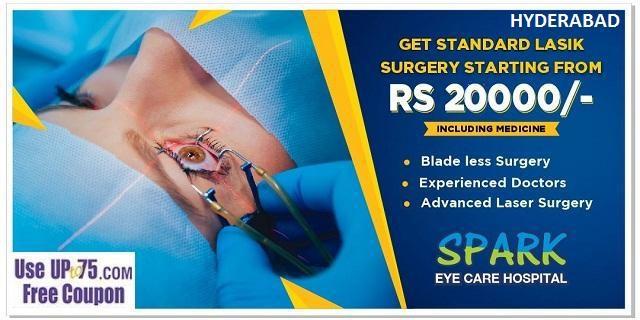 HYDERABAD
GET STANDARD LASIK
SURGERY STARTING FROM
RS 20000/-
INCLUDING MEDICINE
• Blade less Surgery
• Experienced Doctors
• Advanced Laser Surgery
SPARK
EYE CARE HOSPITAL
Use UPto75.COM
Free Coupon